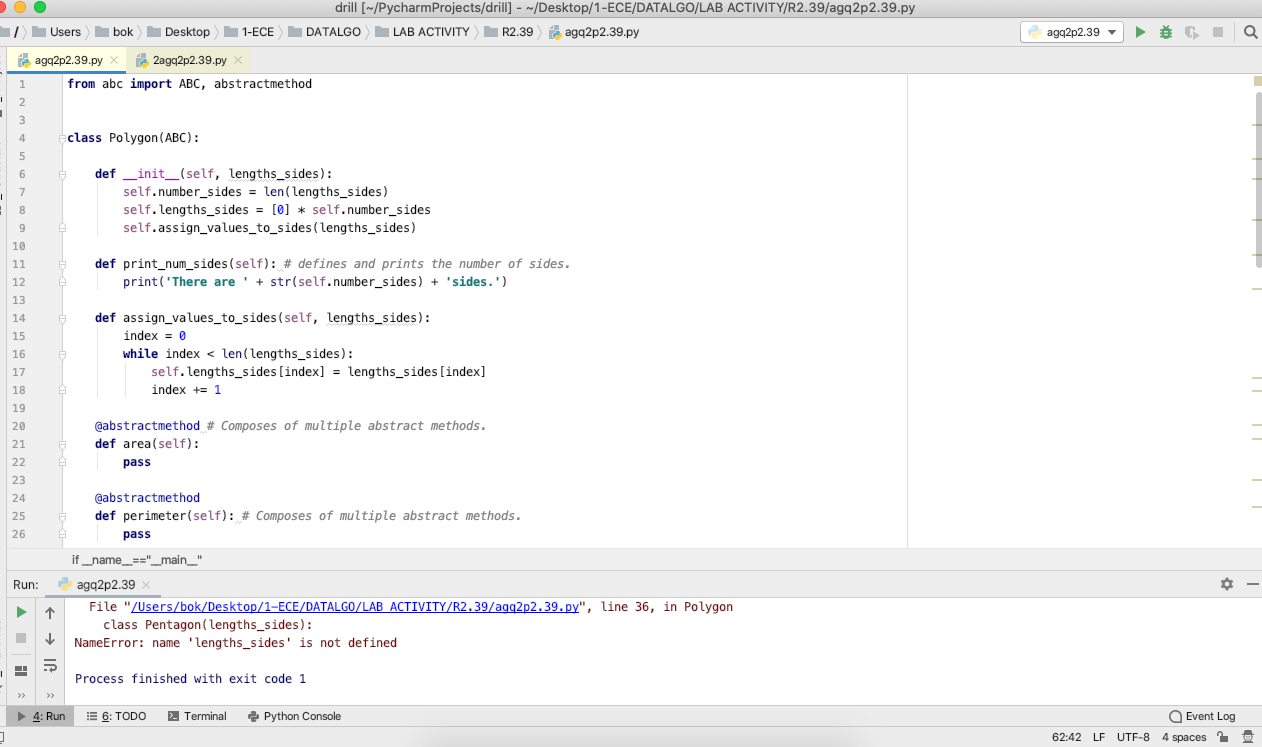 drill [~/PycharmProjects/drill] - ~/Desktop/1-ECE/DATALGO/LAB ACTIVITY/R2.39/agq2p2.39.py
/ Users bok Desktop 1-ECE DATALGO LAB ACTIVITY R2.39 agq2p2.39.py agq2p2.39
agq2p2.39.py 2agq2p2.39.py
1 from abc import ABC, abstractmethod
2
3
4 class Polygon(ABC):
5
6 def __init__(self, lengths_sides):
7 self.number_sides = len(lengths_sides)
8 self.lengths_sides = [0] * self.number_sides
9 self.assign_values_to_sides(lengths_sides)
10
11 def print_num_sides(self): # defines and prints the number of sides.
12 print('There are ' + str(self.number_sides) + 'sides.')
13
14 def assign_values_to_sides(self, lengths_sides):
15 index = 0
16 while index < len(lengths_sides):
17 self.lengths_sides[index] = lengths_sides[index]
18 index += 1
19
20 @abstractmethod # Composes of multiple abstract methods.
21 def area(self):
22 pass
23
24 @abstractmethod
25 def perimeter(self): # Composes of multiple abstract methods.
26 pass
if __name__=="__main__"
Run: agq2p2.39
File "/Users/bok/Desktop/1-ECE/DATALGO/LAB ACTIVITY/R2.39/agq2p2.39.py", line 36, in Polygon
class Pentagon(lengths_sides):
NameError: name 'lengths_sides' is not defined
Process finished with exit code 1
4: Run 6: TODO Terminal Python Console Event Log
62:42 LF UTF-8 4 spaces